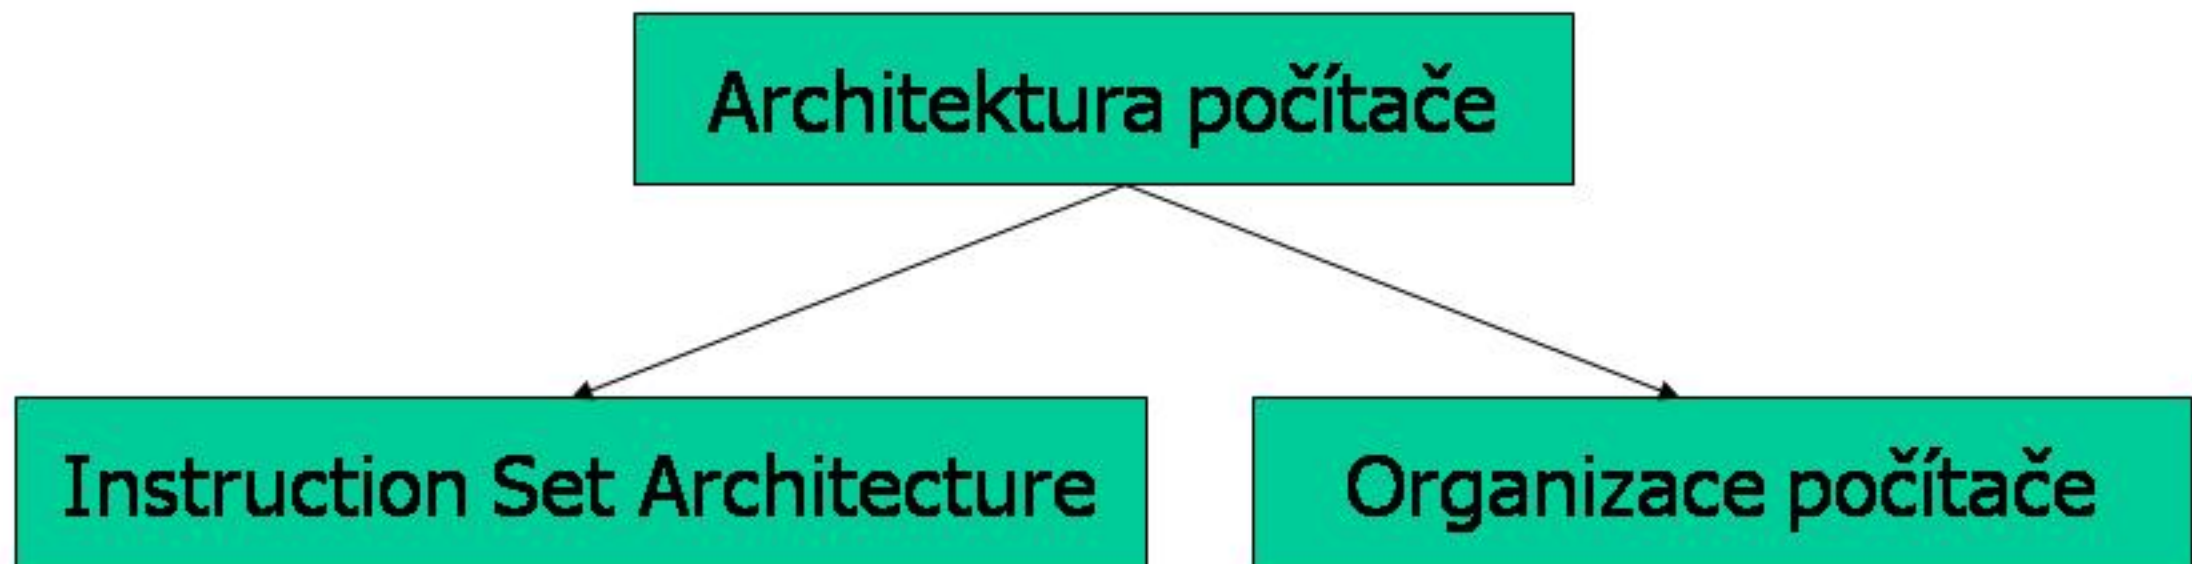 Architektura počítače
Instruction Set Architecture
Organizace počítače